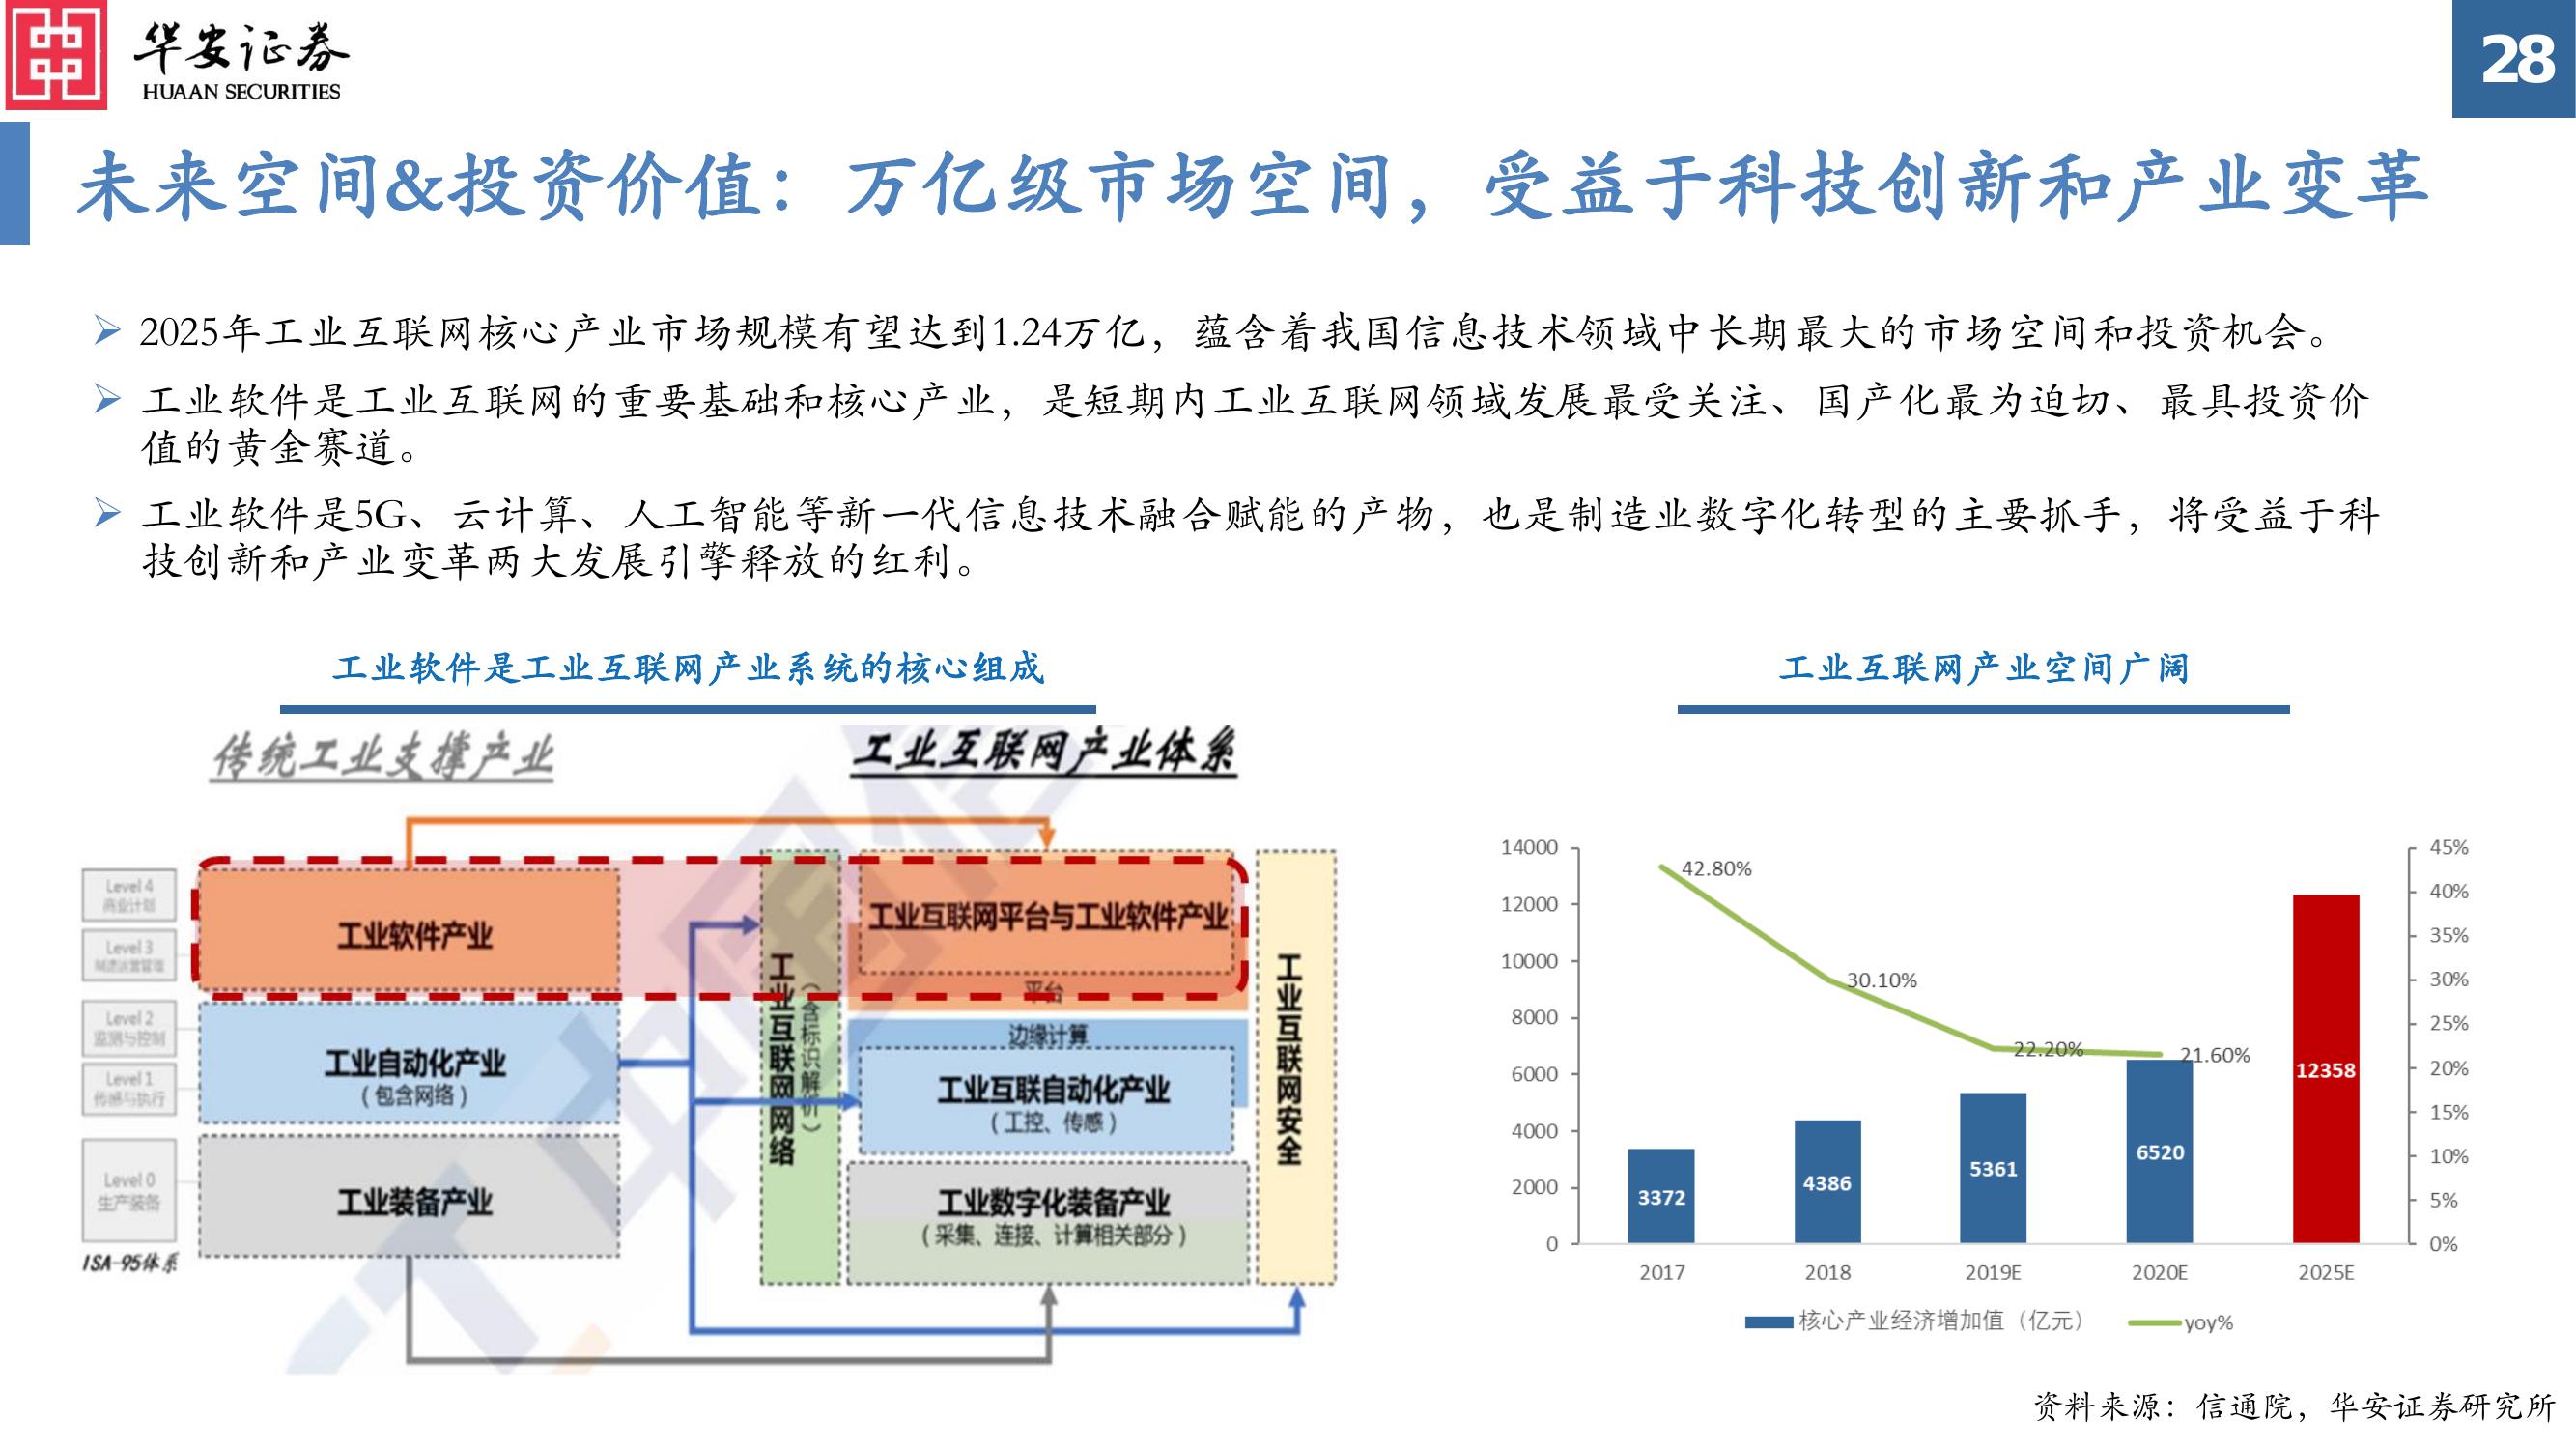 华安证券
HUAAN SECURITIES
28
未来空间&投资价值：万亿级市场空间，受益于科技创新和产业变革
2025年工业互联网核心产业市场规模有望达到1.24万亿，蕴含着我国信息技术领域中长期最大的市场空间和投资机会。
工业软件是工业互联网的重要基础和核心产业，是短期内工业互联网领域发展最受关注、国产化最为迫切、最具投资价
值的黄金赛道。
工业软件是5G、云计算、人工智能等新一代信息技术融合赋能的产物，也是制造业数字化转型的主要抓手，将受益于科
技创新和产业变革两大发展引擎释放的红利。
工业软件是工业互联网产业系统的核心组成
传统工业支撑产业
工业互联网产业体系
Level 4
商业计划
Level 3
制造运营管理
Level 2
监测与控制
Level 1
传感与执行
Level 0
生产装备
ISA-95体系
工业软件产业
工业自动化产业
（包含网络）
工业装备产业
工业互联网网络
（含标识解析）
工业互联网平台与工业软件产业
平台
边缘计算
工业互联自动化产业
（工控、传感）
工业数字化装备产业
（采集、连接、计算相关部分）
工业互联网安全
工业互联网产业空间广阔
14000
12000
10000
8000
6000
4000
2000
0
45%
40%
35%
30%
25%
20%
15%
10%
5%
0%
42.80%
30.10%
22.20%
21.60%
3372
4386
5361
6520
12358
2017
2018
2019E
2020E
2025E
核心产业经济增加值（亿元）
yoy%
资料来源：信通院，华安证券研究所